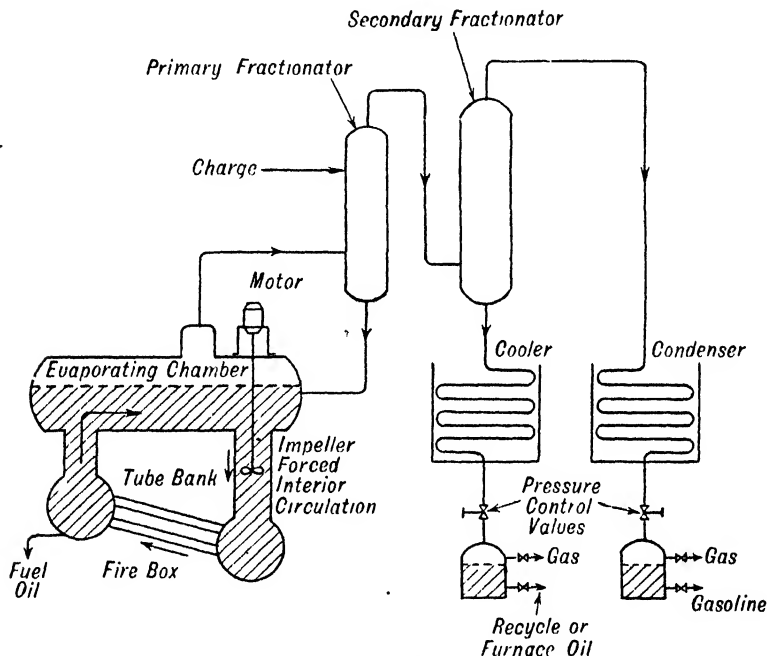 Secondary Fractionator
Primary Fractionator
Charge
Motor
Evaporating Chamber
Cooler
Condenser
Impeller
Forced
Interior
Circulation
Tube Bank
Pressure
Control
Values
Fuel
Oil
Fire Box
Gas
Gas
Gasoline
Recycle or
Furnace Oil